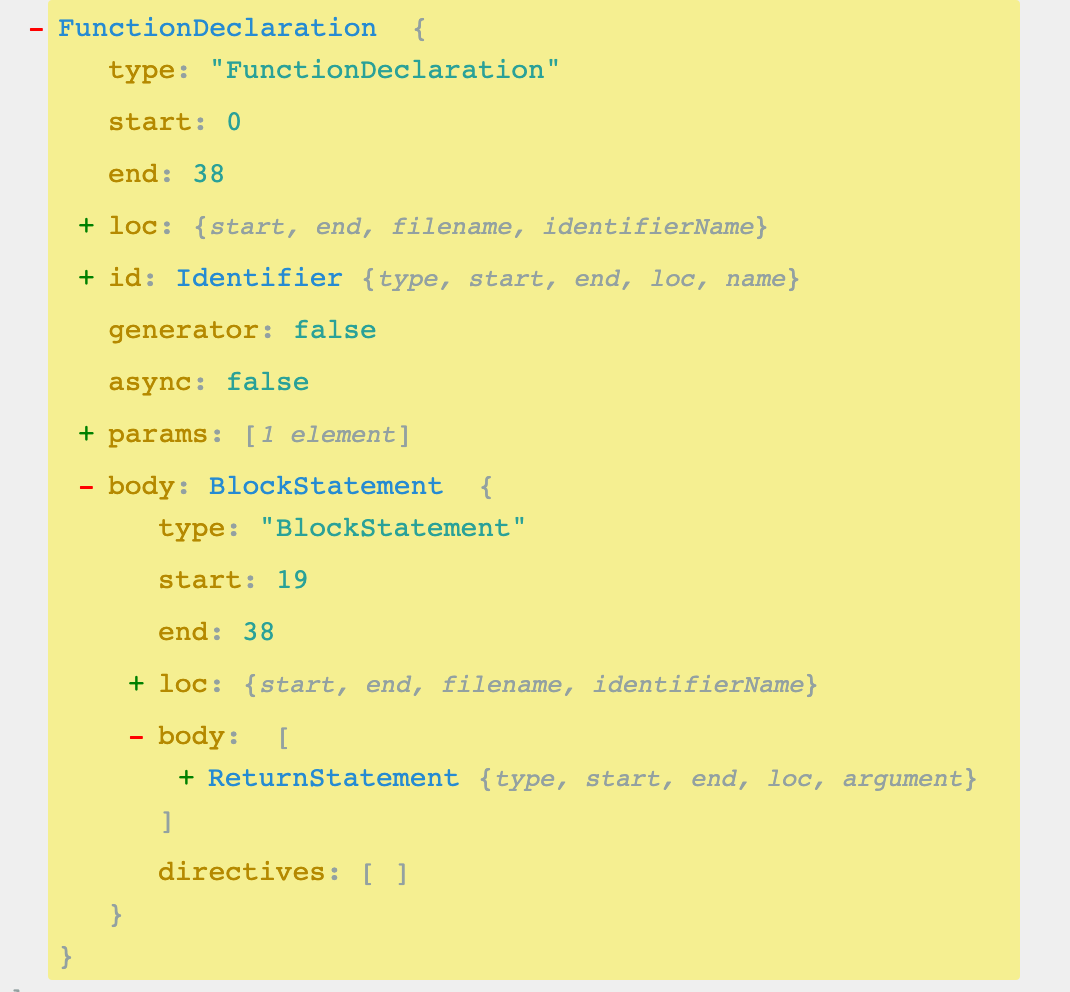 - FunctionDeclaration {
type: "FunctionDeclaration"
start: 0
end: 38
+ loc: {start, end, filename, identifierName}
+ id: Identifier {type, start, end, loc, name}
generator: false
async: false
+ params: [1 element]
- body: BlockStatement {
type: "BlockStatement"
start: 19
end: 38
+ loc: {start, end, filename, identifierName}
- body: [
+ ReturnStatement {type, start, end, loc, argument}
]
directives: [ ]
}
}